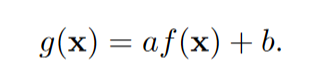 g(𝐱) = af(𝐱) + b.